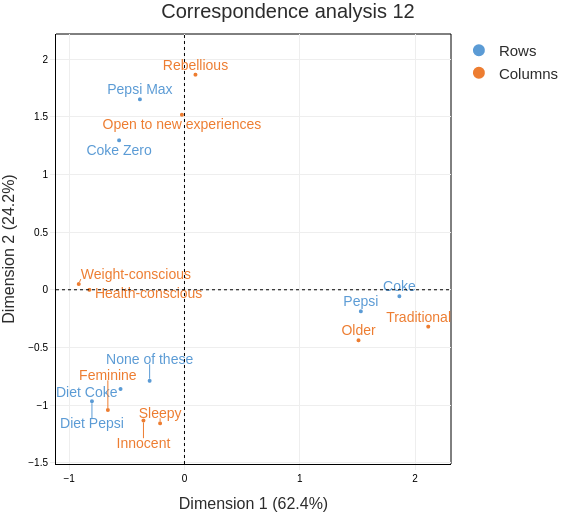 Correspondence analysis 12
Rows
Columns
Rebellious
Pepsi Max
Open to new experiences
Coke Zero
Weight-conscious
Health-conscious
Coke
Pepsi
Traditional
Older
None of these
Feminine
Diet Coke
Sleepy
Diet Pepsi
Innocent
2
1.5
1
0.5
0
−0.5
−1
−1.5
−1
0
1
2
Dimension 2 (24.2%)
Dimension 1 (62.4%)